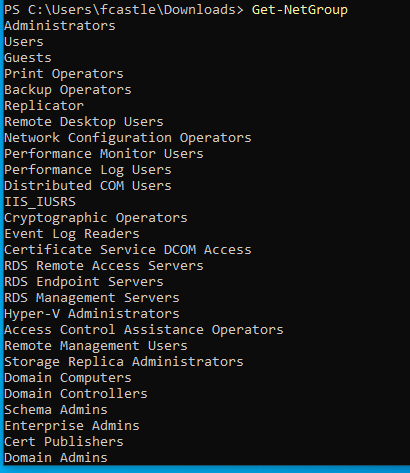 PS C:\Users\fcastle\Downloads> Get-NetGroup
Administrators
Users
Guests
Print Operators
Backup Operators
Replicator
Remote Desktop Users
Network Configuration Operators
Performance Monitor Users
Performance Log Users
Distributed COM Users
IIS_IUSRS
Cryptographic Operators
Event Log Readers
Certificate Service DCOM Access
RDS Remote Access Servers
RDS Endpoint Servers
RDS Management Servers
Hyper-V Administrators
Access Control Assistance Operators
Remote Management Users
Storage Replica Administrators
Domain Computers
Domain Controllers
Schema Admins
Enterprise Admins
Cert Publishers
Domain Admins